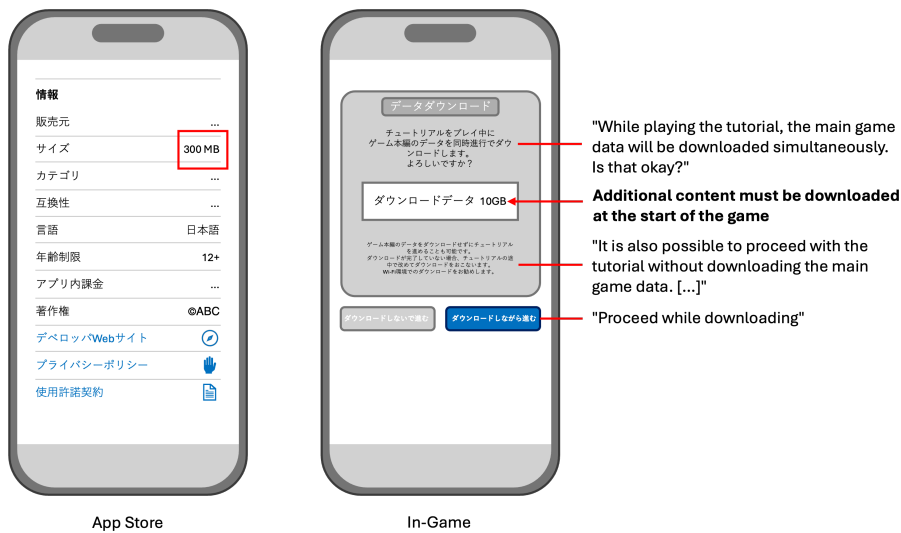 情報
販売元 ...
サイズ 300 MB
カテゴリ ...
互換性 ...
言語 日本語
年齢制限 12+
アプリ内課金 ...
著作権 ©ABC
デベロッパWebサイト
プライバシーポリシー
使用許諾契約
App Store
データダウンロード
チュートリアルをプレイ中に
ゲーム本編のデータを同時進行でダウ
ンロードします。
よろしいですか？
ダウンロードデータ 10GB
ゲーム本編のデータをダウンロードせずにチュートリアル
を進めることも可能です。
ダウンロードが完了していない場合、チュートリアルの途
中で改めてダウンロードをおこないます。
Wi-Fi環境でのダウンロードをお勧めします。
ダウンロードしないで進む
ダウンロードしながら進む
In-Game
"While playing the tutorial, the main game
data will be downloaded simultaneously.
Is that okay?"
Additional content must be downloaded
at the start of the game
"It is also possible to proceed with the
tutorial without downloading the main
game data. [...]"
"Proceed while downloading"